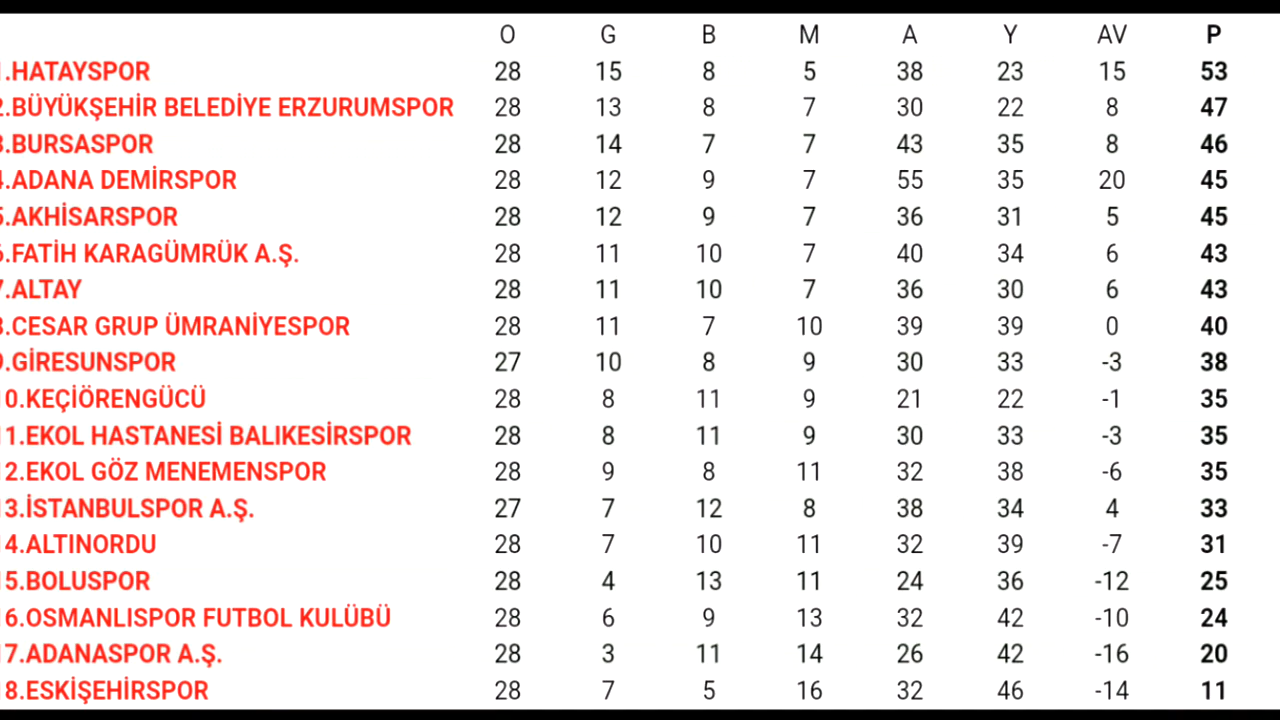 O G B M A Y AV P
.HATAYSPOR 28 15 8 5 38 23 15 53
2.BÜYÜKŞEHİR BELEDİYE ERZURUMSPOR 28 13 8 7 30 22 8 47
3.BURSASPOR 28 14 7 7 43 35 8 46
4.ADANA DEMİRSPOR 28 12 9 7 55 35 20 45
5.AKHİSARSPOR 28 12 9 7 36 31 5 45
6.FATİH KARAGÜMRÜK A.Ş. 28 11 10 7 40 34 6 43
7.ALTAY 28 11 10 7 36 30 6 43
8.CESAR GRUP ÜMRANİYESPOR 28 11 7 10 39 39 0 40
9.GİRESUNSPOR 27 10 8 9 30 33 -3 38
10.KEÇİÖRENGÜCÜ 28 8 11 9 21 22 -1 35
11.EKOL HASTANESİ BALIKESİRSPOR 28 8 11 9 30 33 -3 35
12.EKOL GÖZ MENEMENSPOR 28 9 8 11 32 38 -6 35
13.İSTANBULSPOR A.Ş. 27 7 12 8 38 34 4 33
14.ALTINORDU 28 7 10 11 32 39 -7 31
15.BOLUSPOR 28 4 13 11 24 36 -12 25
16.OSMANLISPOR FUTBOL KULÜBÜ 28 6 9 13 32 42 -10 24
17.ADANASPOR A.Ş. 28 3 11 14 26 42 -16 20
18.ESKİŞEHİRSPOR 28 7 5 16 32 46 -14 11